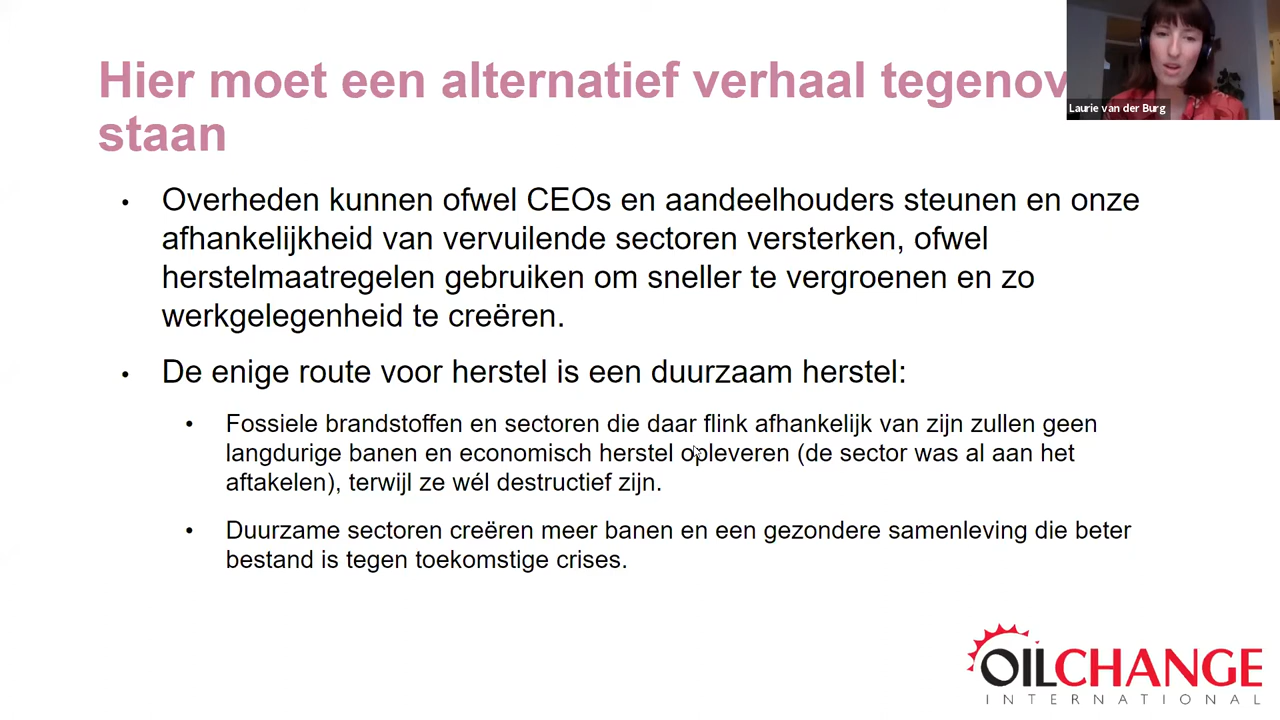 Hier moet een alternatief verhaal
staan
Laurie van der Burg
• Overheden kunnen ofwel CEOs en aandeelhouders steunen en onze
afhankelijkheid van vervuilende sectoren versterken, ofwel
herstelmaatregelen gebruiken om sneller te vergroenen en zo
werkgelegenheid te creëren.
• De enige route voor herstel is een duurzaam herstel:
• Fossiele brandstoffen en sectoren die daar flink afhankelijk van zijn zullen geen
langdurige banen en economisch herstel opleveren (de sector was al aan het
aftakelen), terwijl ze wél destructief zijn.
• Duurzame sectoren creëren meer banen en een gezondere samenleving die beter
bestand is tegen toekomstige crises.
OILCHANGE
INTERNATIONAL